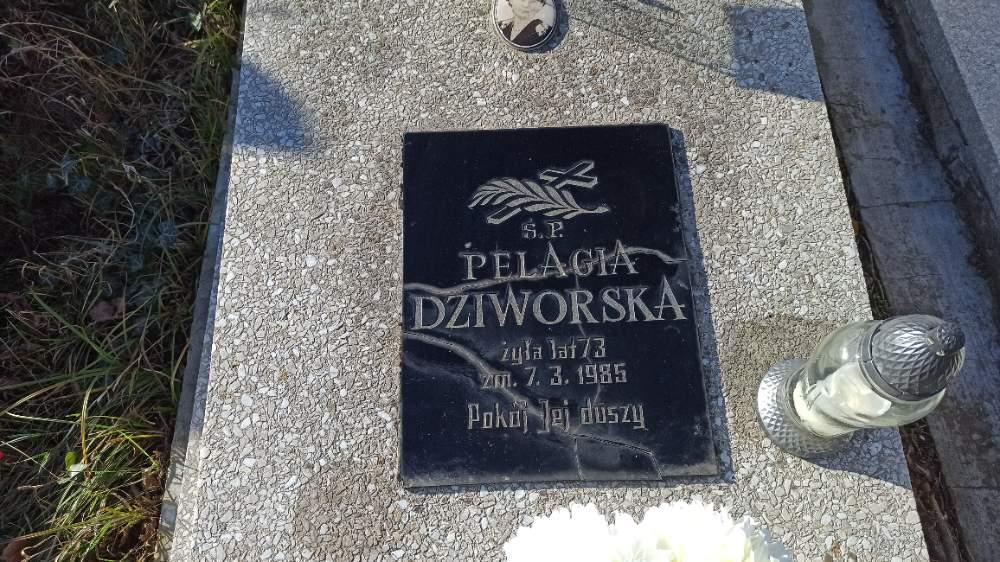 Ś.P.
PELAGIA
DZIWORSKA
żyła lat 73
zm. 7. 3. 1985
Pokój Jej duszy